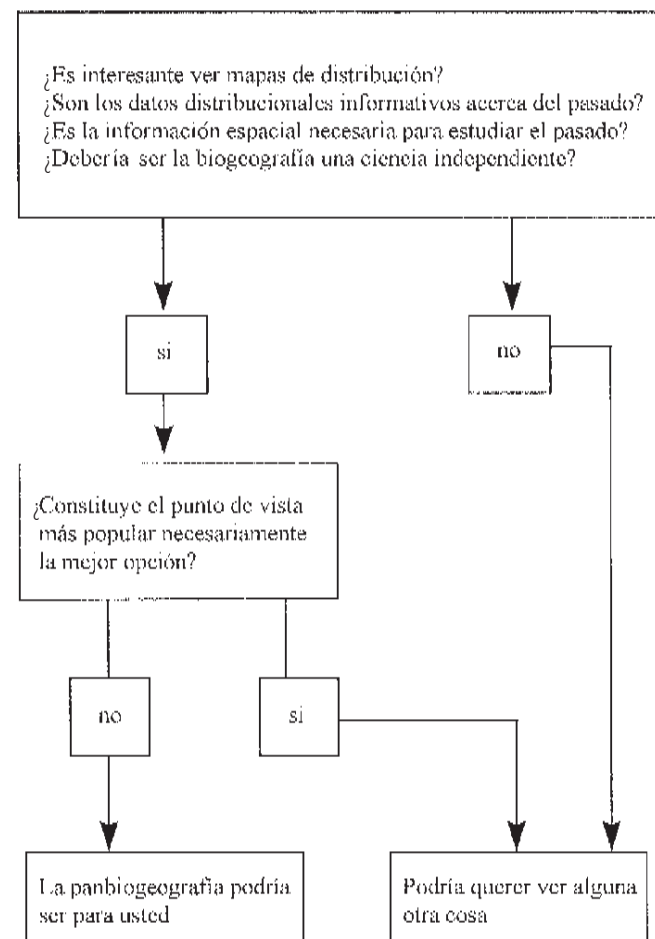 ¿Es interesante ver mapas de distribución?
¿Son los datos distribucionales informativos acerca del pasado?
¿Es la información espacial necesaria para estudiar el pasado?
¿Debería ser la biogeografía una ciencia independiente?
si
no
¿Constituye el punto de vista
más popular necesariamente
la mejor opción?
no
si
La panbiogeografía podría
ser para usted
Podría querer ver alguna
otra cosa